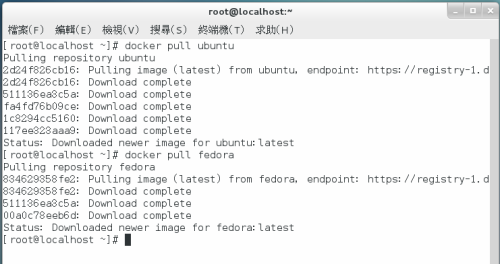 root@localhost:~
檔案(F) 編輯(E) 檢視(V) 搜尋(S) 終端機(T) 求助(H)
[root@localhost ~]# docker pull ubuntu
Pulling repository ubuntu
2d24f826cb16: Pulling image (latest) from ubuntu, endpoint: https://registry-1.d
2d24f826cb16: Download complete
511136ea3c5a: Download complete
fa4fd76b09ce: Download complete
1c8294cc5160: Download complete
117ee323aaa9: Download complete
Status: Downloaded newer image for ubuntu:latest
[root@localhost ~]# docker pull fedora
Pulling repository fedora
834629358fe2: Pulling image (latest) from fedora, endpoint: https://registry-1.d
834629358fe2: Download complete
511136ea3c5a: Download complete
00a0c78eeb6d: Download complete
Status: Downloaded newer image for fedora:latest
[root@localhost ~]#